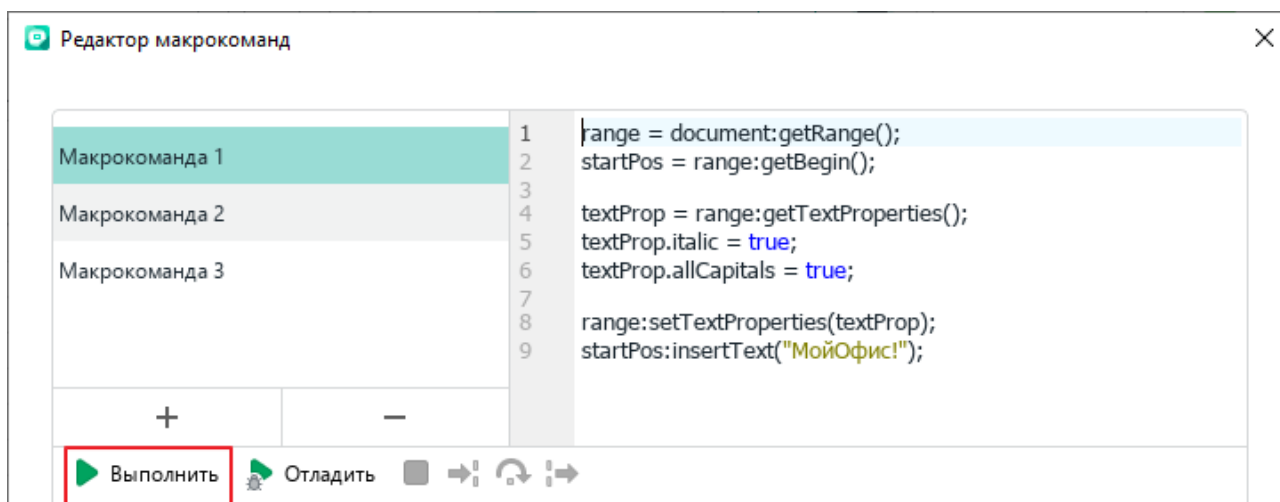 Редактор макрокоманд
Макрокоманда 1
Макрокоманда 2
Макрокоманда 3
1 range = document:getRange();
2 startPos = range:getBegin();
3
4 textProp = range:getTextProperties();
5 textProp.italic = true;
6 textProp.allCapitals = true;
7
8 range:setTextProperties(textProp);
9 startPos:insertText("МойОфис!");
+ −
Выполнить Отладить